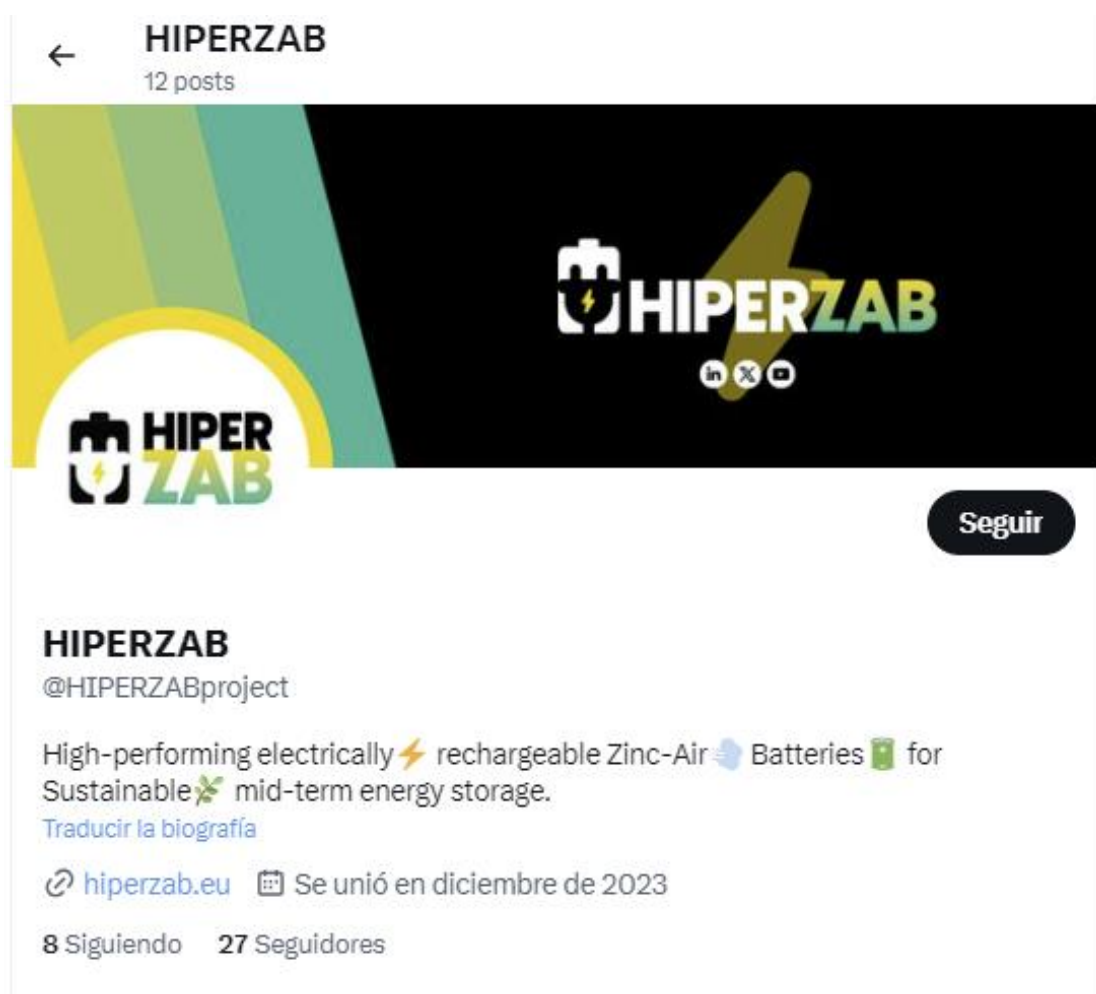 HIPERZAB
12 posts
HIPERZAB
in X
HIPER
ZAB
Seguir
HIPERZAB
@HIPERZABproject
High-performing electrically⚡ rechargeable Zinc-Air💨 Batteries🔋 for
Sustainable🌿 mid-term energy storage.
Traducir la biografía
hiperzab.eu Se unió en diciembre de 2023
8 Siguiendo 27 Seguidores